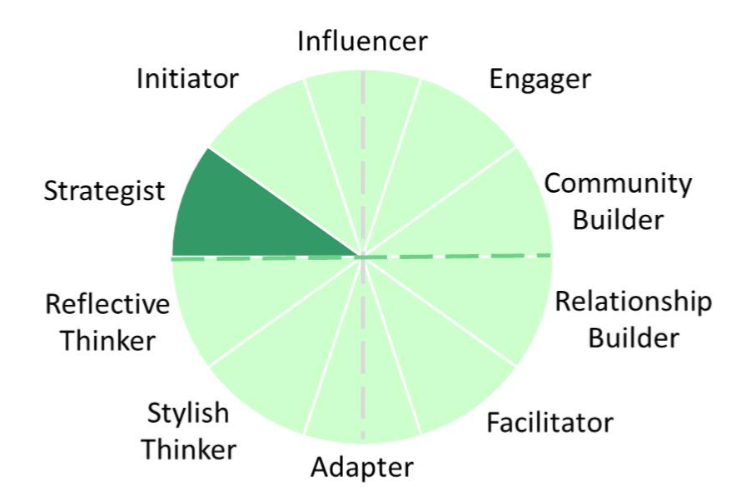 Influencer
Initiator
Engager
Strategist
Community
Builder
Reflective
Thinker
Relationship
Builder
Stylish
Thinker
Facilitator
Adapter